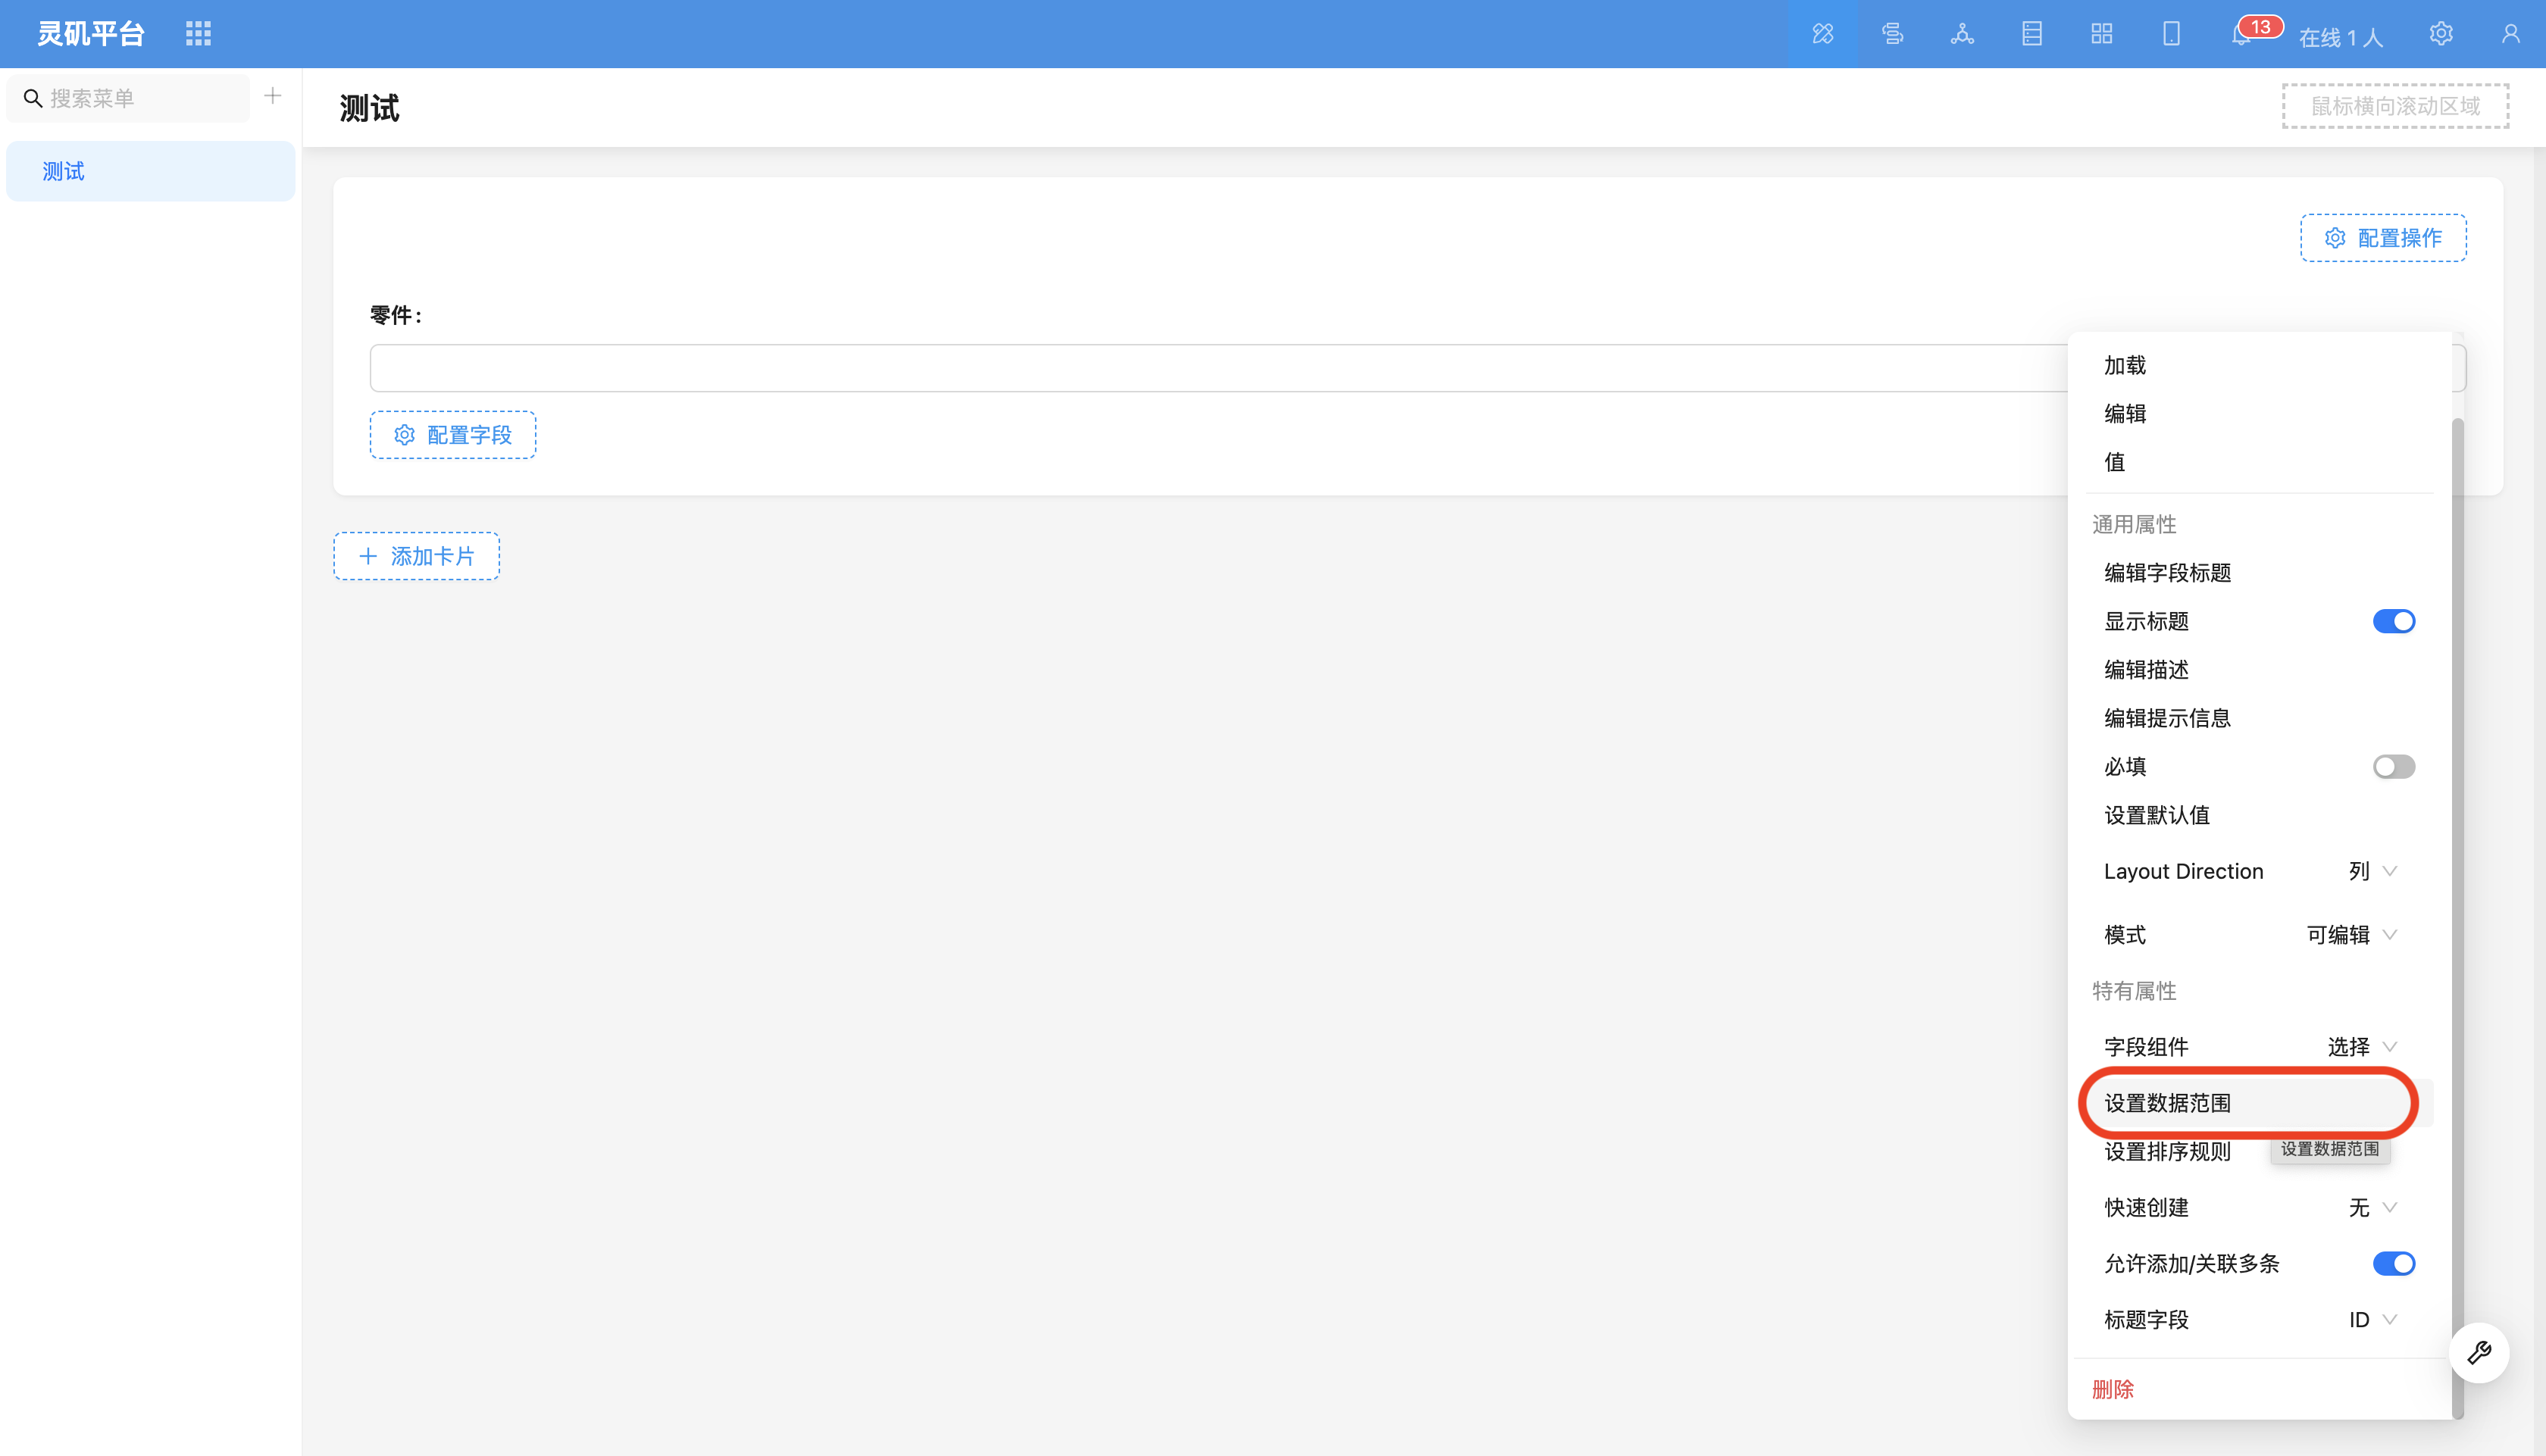 灵矶平台
13
在线 1 人
搜索菜单
测试
测试
鼠标横向滚动区域
配置操作
零件：
配置字段
添加卡片
加载
编辑
值
通用属性
编辑字段标题
显示标题
编辑描述
编辑提示信息
必填
设置默认值
Layout Direction 列
模式 可编辑
特有属性
字段组件 选择
设置数据范围
设置排序规则
设置数据范围
快速创建 无
允许添加/关联多条
标题字段 ID
删除